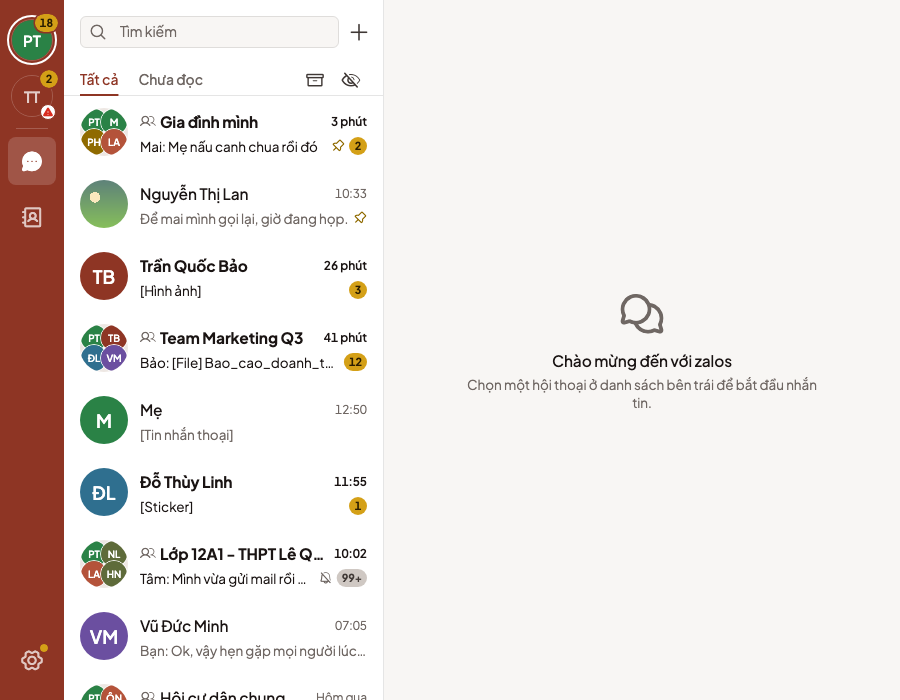 18
PT
2
TT
Tìm kiếm
Tất cả
Chưa đọc
PT M PH LA
Gia đình mình
3 phút
Mai: Mẹ nấu canh chua rồi đó
2
Nguyễn Thị Lan
10:33
Để mai mình gọi lại, giờ đang họp.
TB
Trần Quốc Bảo
26 phút
[Hình ảnh]
3
PT TB ĐL VM
Team Marketing Q3
41 phút
Bảo: [File] Bao_cao_doanh_t...
12
M
Mẹ
12:50
[Tin nhắn thoại]
ĐL
Đỗ Thùy Linh
11:55
[Sticker]
1
PT NL LA HN
Lớp 12A1 – THPT Lê Q...
10:02
Tâm: Mình vừa gửi mail rồi ...
99+
VM
Vũ Đức Minh
07:05
Bạn: Ok, vậy hẹn gặp mọi người lúc...
PT ÔN
Hội cư dân chung
Hôm qua
Chào mừng đến với zalos
Chọn một hội thoại ở danh sách bên trái để bắt đầu nhắn
tin.